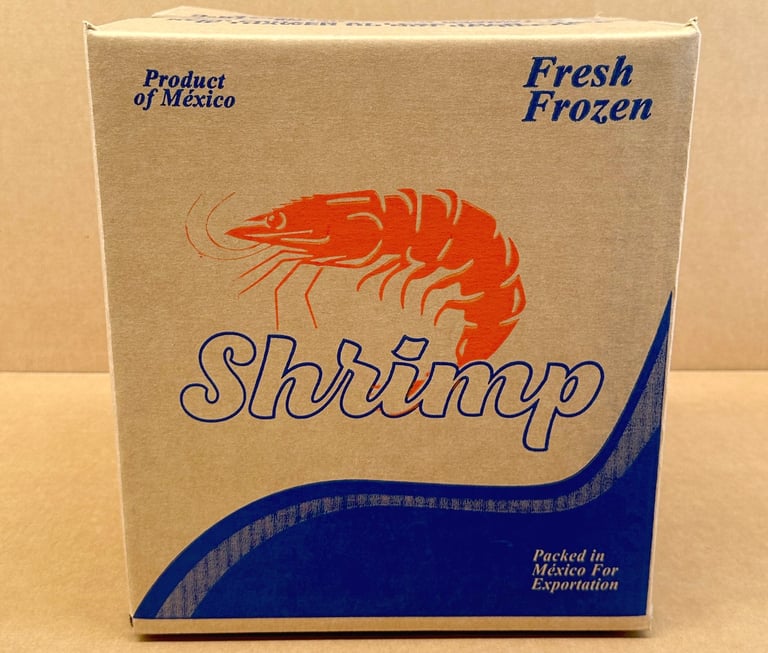 Product
of México
Fresh
Frozen
Shrimp
Packed in
México For
Exportation